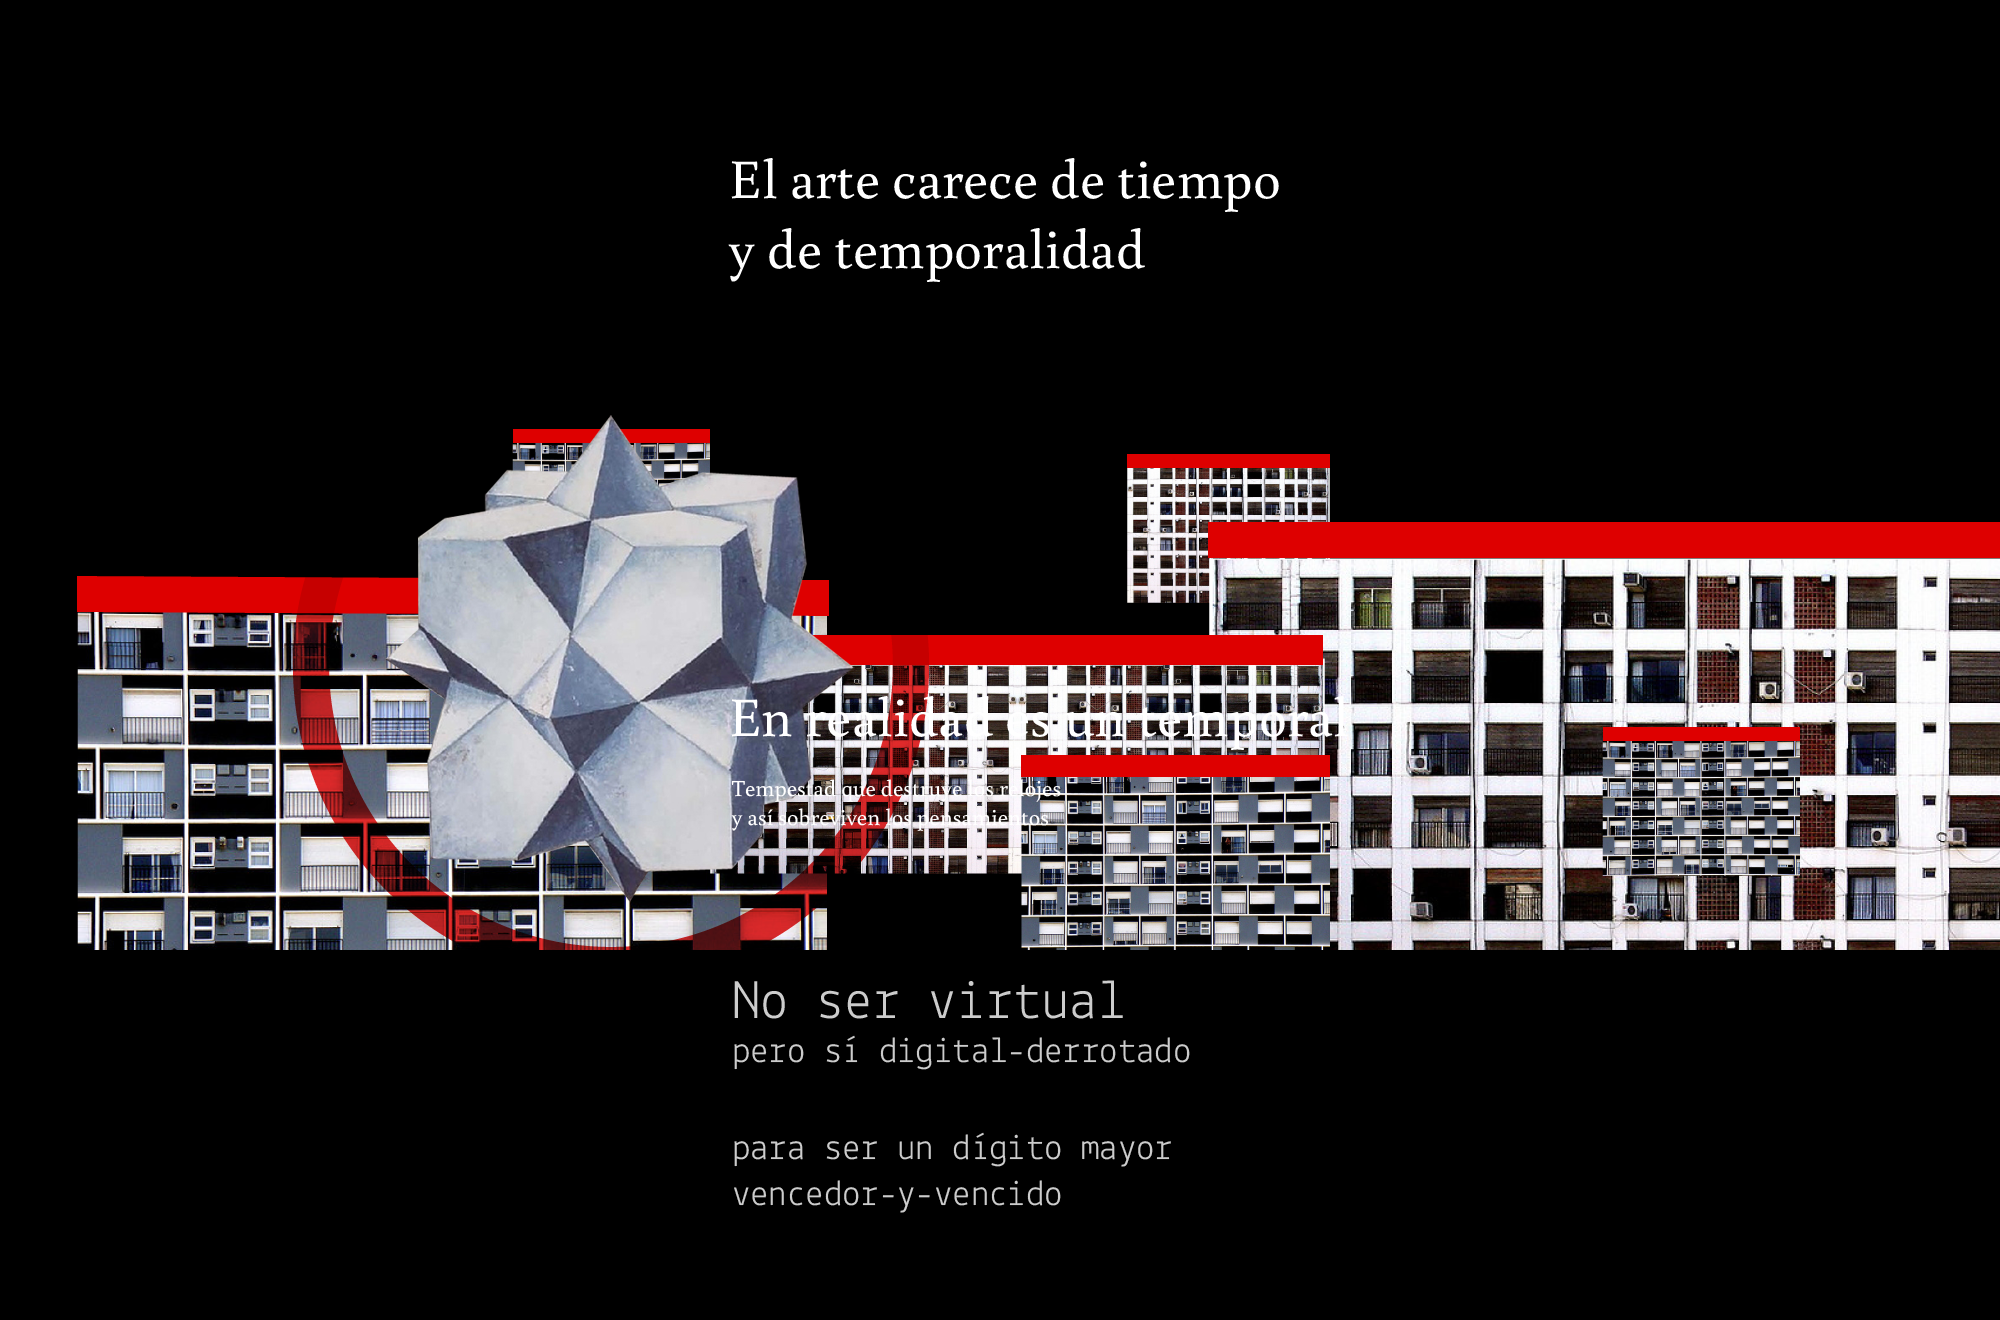 El arte carece de tiempo
y de temporalidad
En realidad es un temporal
Tempestad que destruye los relojes
y así sobreviven los pensamientos
No ser virtual
pero sí digital-derrotado
para ser un dígito mayor
vencedor-y-vencido